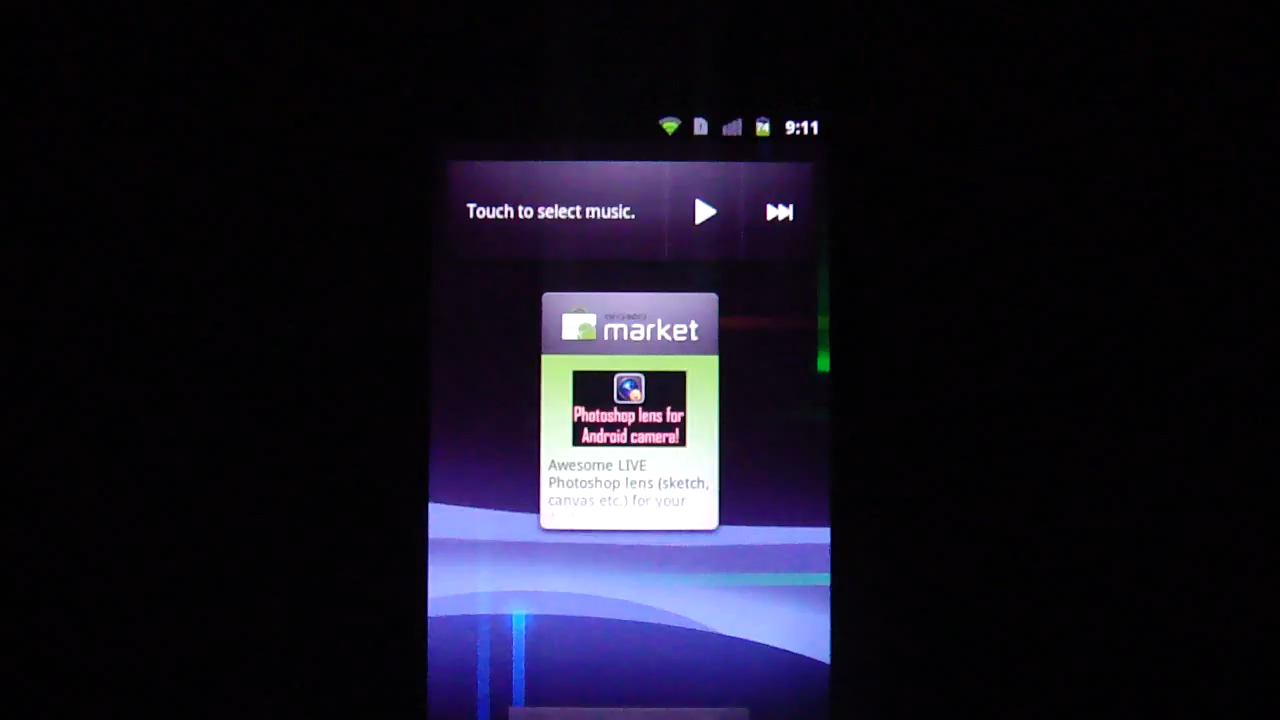 74 9:11
Touch to select music.
market
Photoshop lens for
Android camera!
Awesome LIVE
Photoshop lens (sketch,
canvas etc.) for your